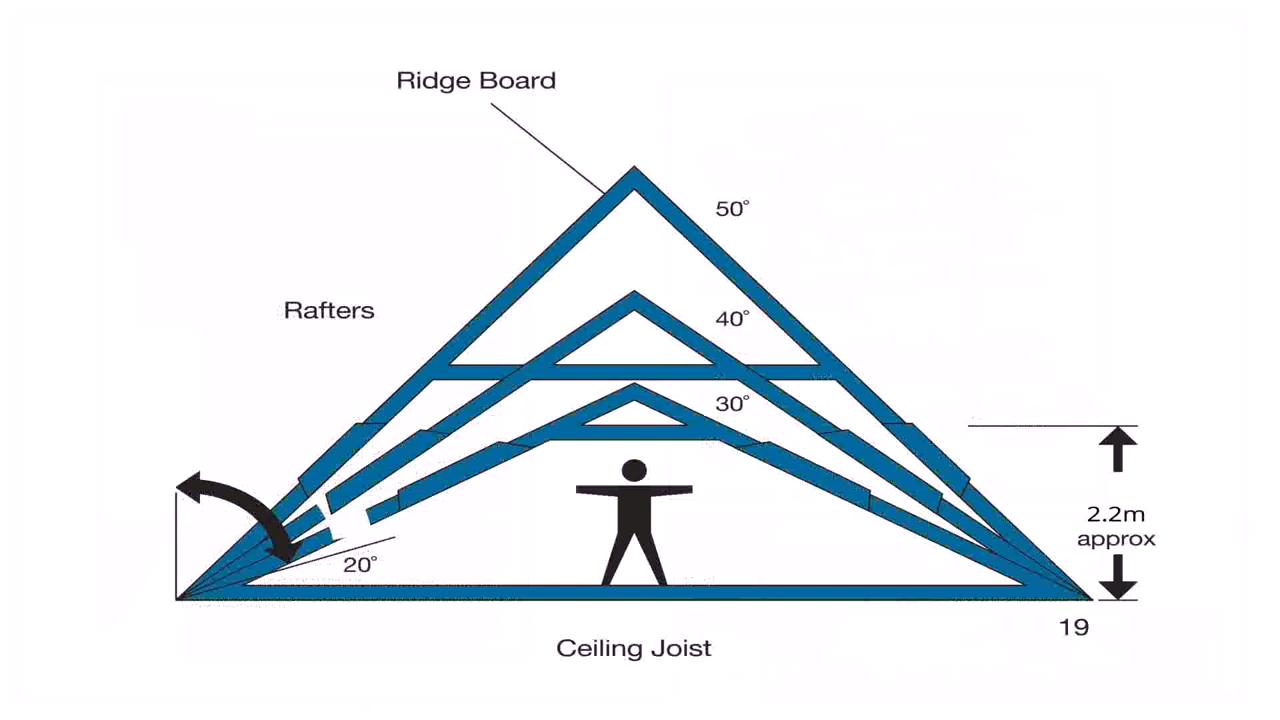 Ridge Board
50°
Rafters
40°
30°
2.2m
approx
20°
19
Ceiling Joist